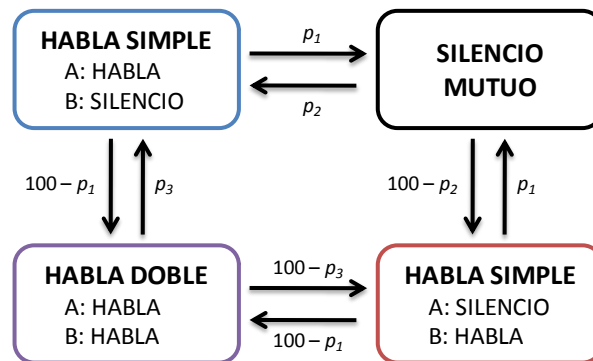 HABLA SIMPLE
A: HABLA
B: SILENCIO
p1
p2
SILENCIO
MUTUO
100 – p1
p3
100 – p2
p1
HABLA DOBLE
A: HABLA
B: HABLA
100 – p3
100 – p1
HABLA SIMPLE
A: SILENCIO
B: HABLA